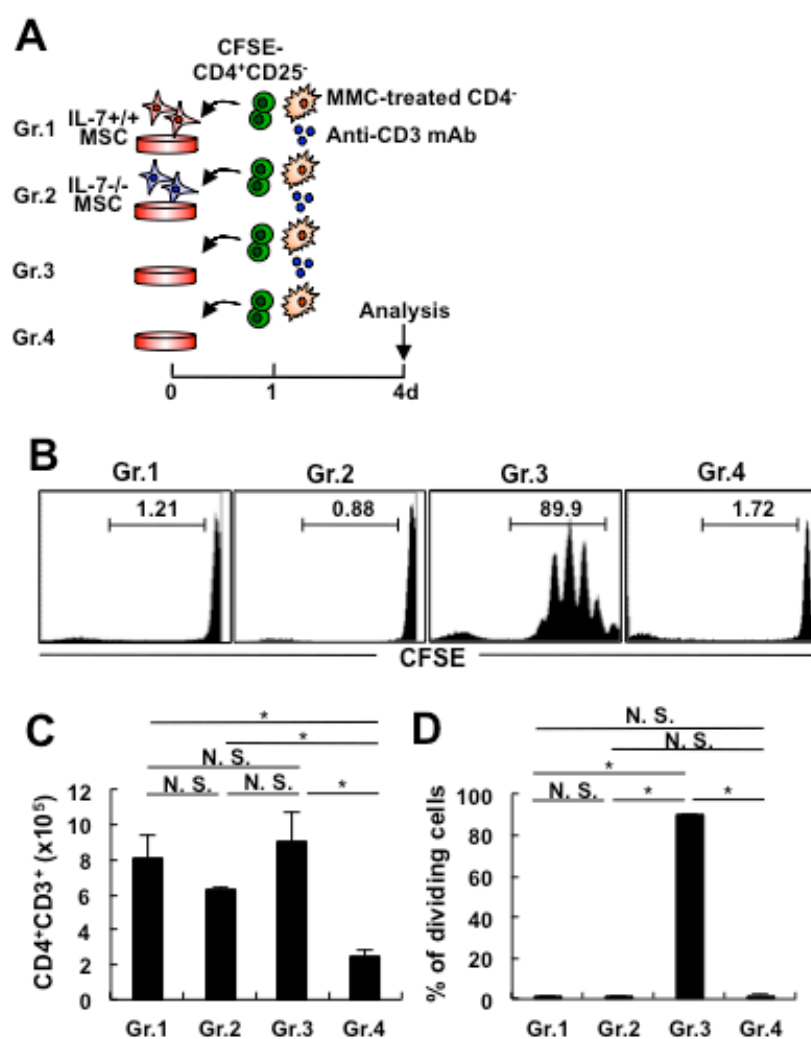 A
CFSE-
CD4⁺CD25⁻
MMC-treated CD4⁻
Anti-CD3 mAb
Gr.1
IL-7+/+
MSC
Gr.2
IL-7-/-
MSC
Gr.3
Gr.4
Analysis
0 1 4d
B
Gr.1 Gr.2 Gr.3 Gr.4
1.21 0.88 89.9 1.72
CFSE
C
*
*
N. S.
N. S. N. S. *
CD4⁺CD3⁺ (x10⁵)
12
10
8
6
4
2
0
Gr.1 Gr.2 Gr.3 Gr.4
D
N. S.
N. S.
*
N. S. * *
% of dividing cells
100
80
60
40
20
0
Gr.1 Gr.2 Gr.3 Gr.4